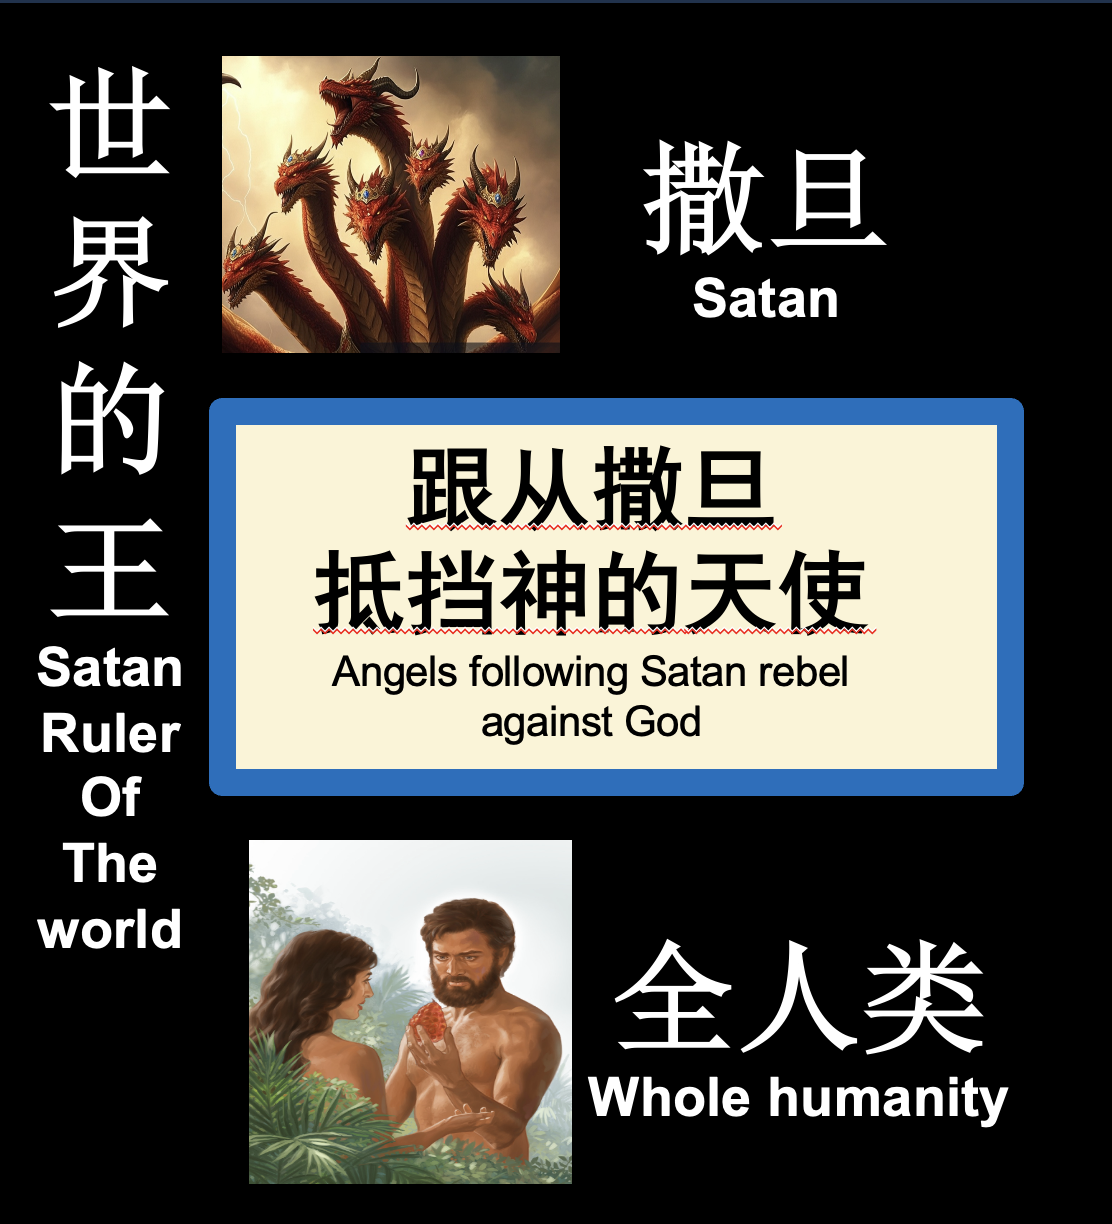 世
界
的
王
Satan
Ruler
Of
The
world
撒旦
Satan
跟从撒旦
抵挡神的天使
Angels following Satan rebel
against God
全人类
Whole humanity